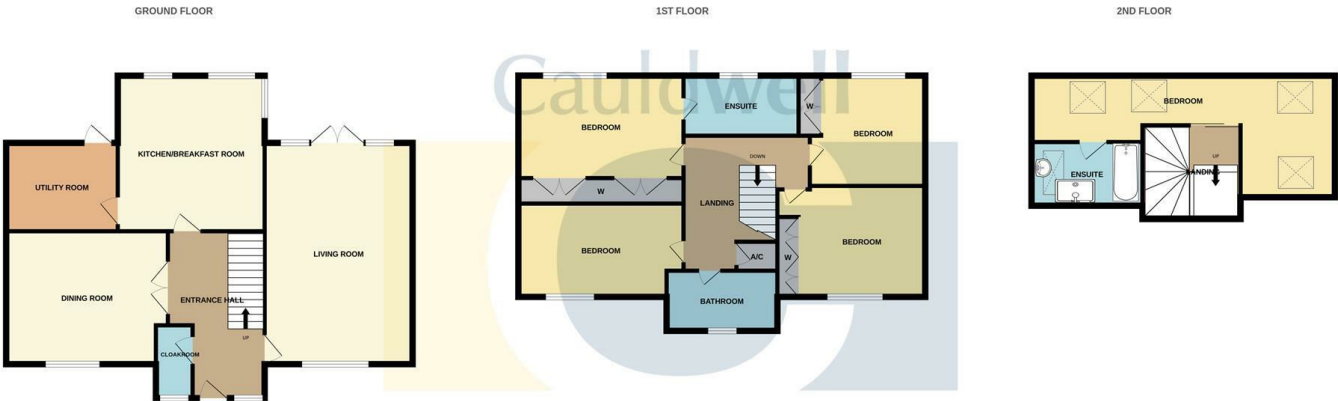 GROUND FLOOR
KITCHEN/BREAKFAST ROOM
UTILITY ROOM
LIVING ROOM
DINING ROOM
ENTRANCE HALL
UP
CLOAKROOM
1ST FLOOR
Cauldwell
BEDROOM
ENSUITE
W
BEDROOM
DOWN
W
LANDING
BEDROOM
BEDROOM
W
A/C
BATHROOM
2ND FLOOR
BEDROOM
UP
ENSUITE
LANDING